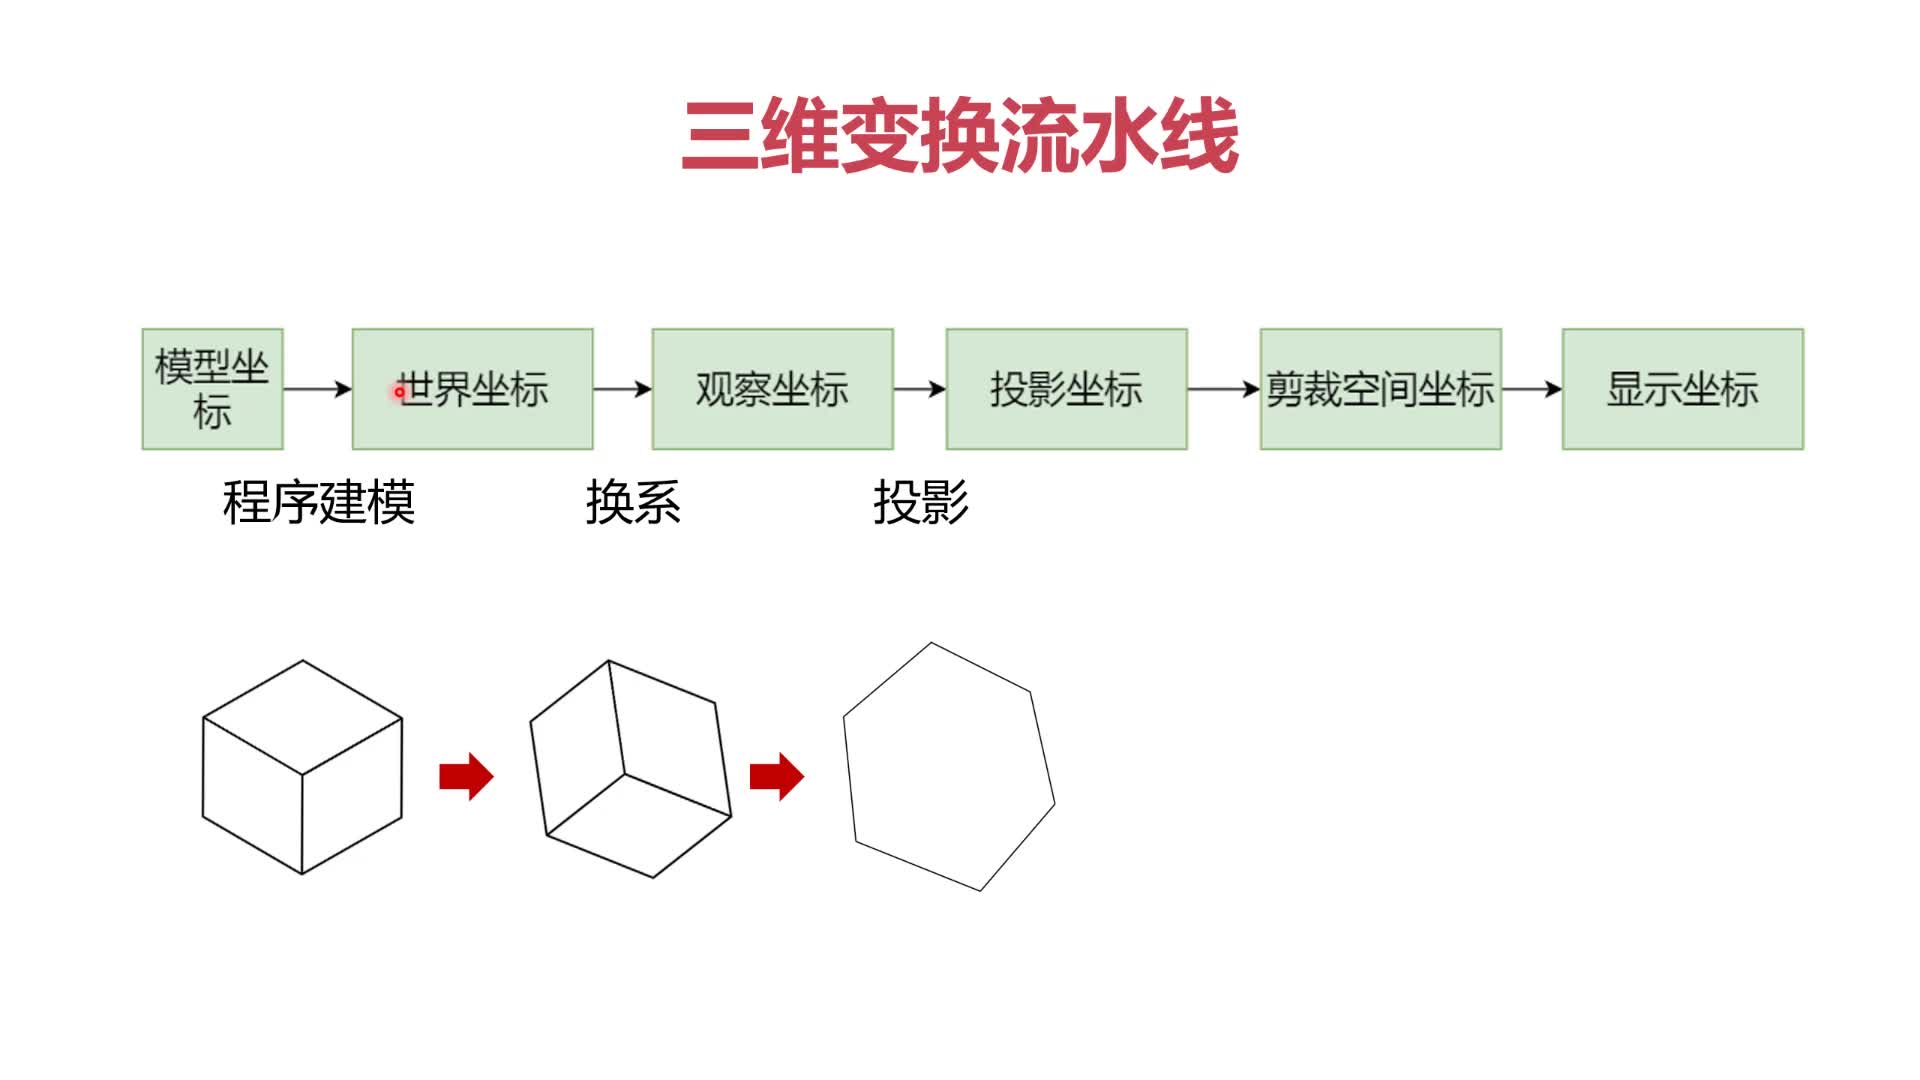 三维变换流水线
模型坐
标
世界坐标
观察坐标
投影坐标
剪裁空间坐标
显示坐标
程序建模
换系
投影